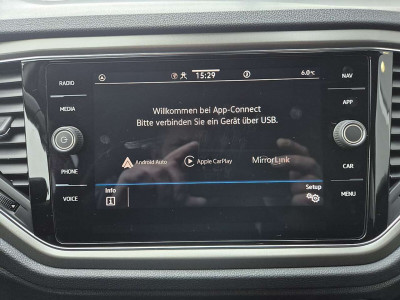 RADIO
MEDIA
PHONE
VOICE
15:29
6.0°C
Willkommen bei App-Connect
Bitte verbinden Sie ein Gerät über USB.
Android Auto
Apple CarPlay
MirrorLink
Info
Setup
NAV
APP
CAR
MENU